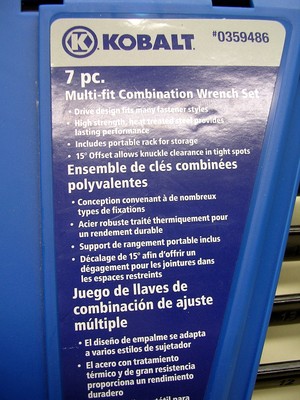 K KOBALT #0359486
7 pc.
Multi-fit Combination Wrench Set
• Drive design fits many fastener styles
• High strength, heat treated steel provides
lasting performance
• Includes portable rack for storage
• 15° Offset allows knuckle clearance in tight spots
Ensemble de clés combinées
polyvalentes
• Conception convenant à de nombreux
types de fixations
• Acier robuste traité thermiquement pour
un rendement durable
• Support de rangement portable inclus
• Décalage de 15° afin d'offrir un
dégagement pour les jointures dans
les espaces restreints
Juego de llaves de
combinación de ajuste
múltiple
• El diseño de empalme se adapta
a varios estilos de sujetador
• El acero con tratamiento
térmico y de gran resistencia
proporciona un rendimiento
duradero